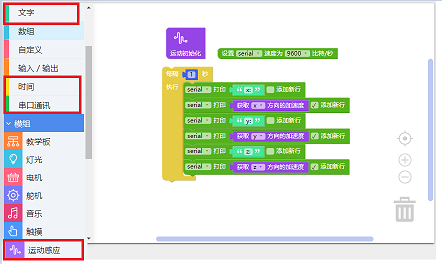 文字
数组
自定义
输入 / 输出
时间
串口通讯
模组
教学板
灯光
电机
舵机
音乐
触摸
运动感应
运动初始化
设置 serial 速度为 9600 比特/秒
每隔 1 秒
执行 serial 打印 “ x: ” 添加新行
serial 打印 获取 x 方向的加速度 添加新行
serial 打印 “ y: ” 添加新行
serial 打印 获取 y 方向的加速度 添加新行
serial 打印 “ z: ” 添加新行
serial 打印 获取 z 方向的加速度 添加新行